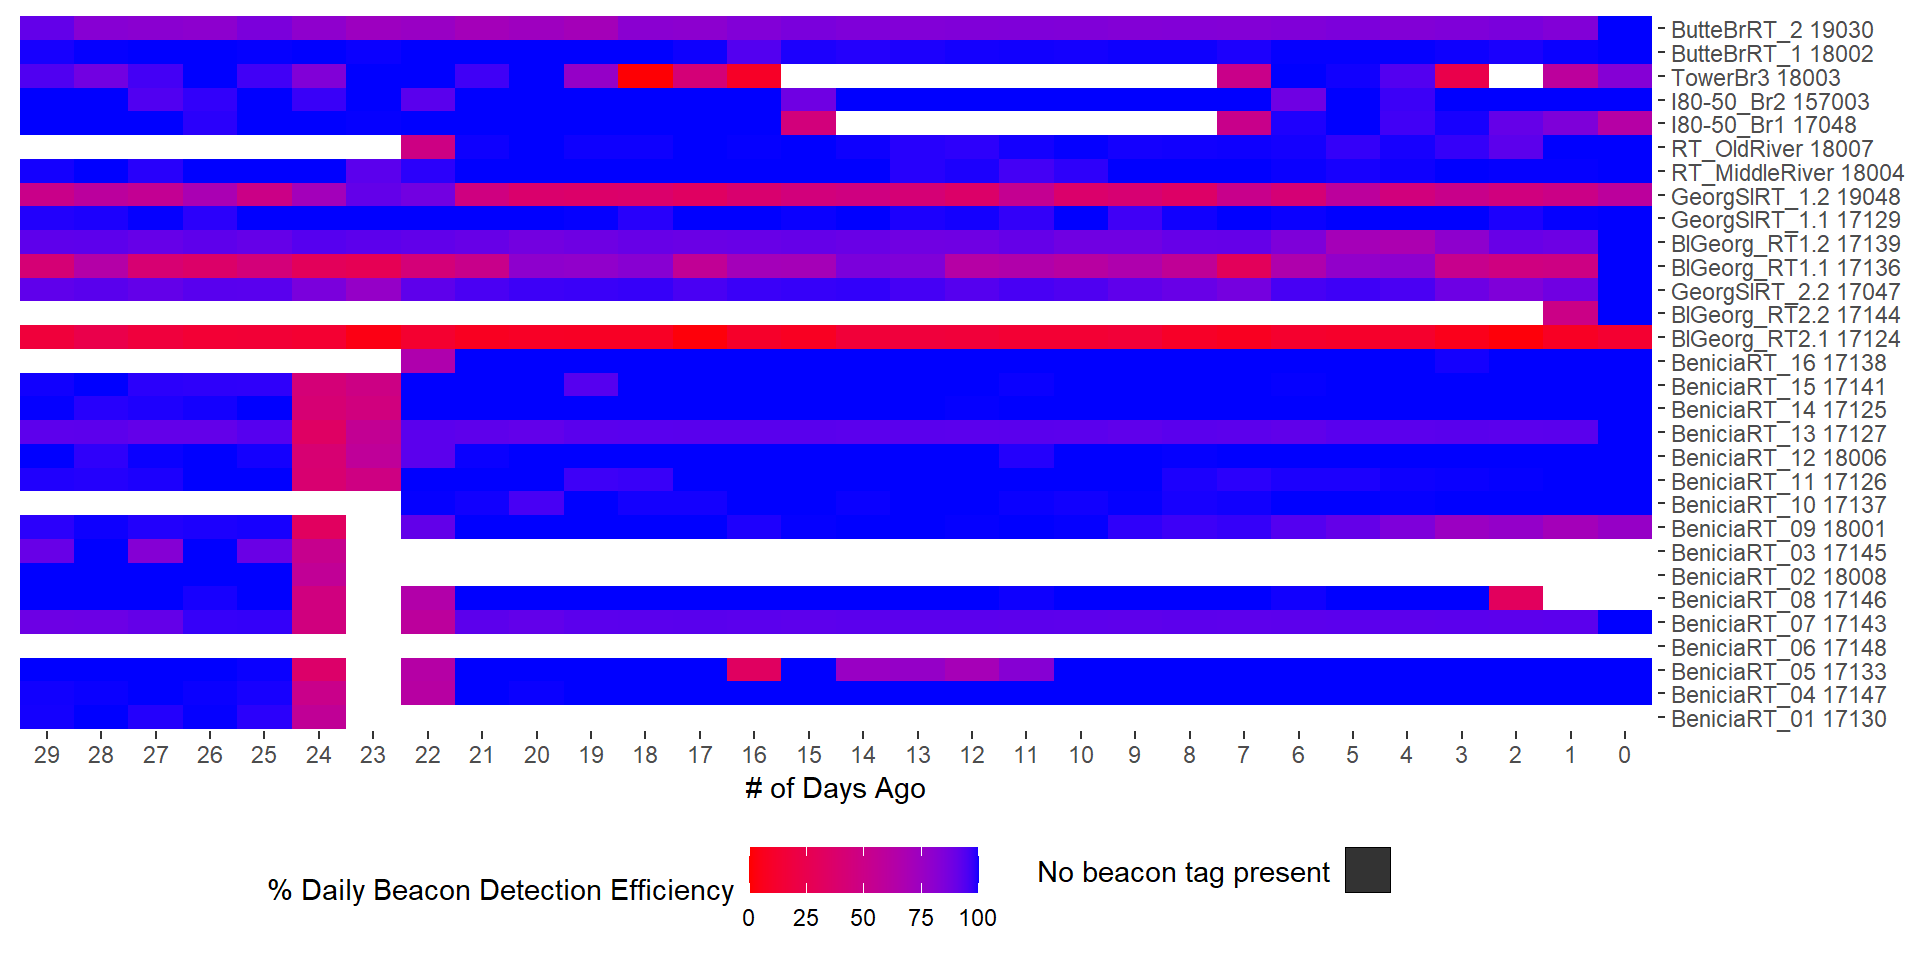 ButteBrRT_2 19030
ButteBrRT_1 18002
TowerBr3 18003
I80-50_Br2 157003
I80-50_Br1 17048
RT_OldRiver 18007
RT_MiddleRiver 18004
GeorgSlRT_1.2 19048
GeorgSlRT_1.1 17129
BlGeorg_RT1.2 17139
BlGeorg_RT1.1 17136
GeorgSlRT_2.2 17047
BlGeorg_RT2.2 17144
BlGeorg_RT2.1 17124
BeniciaRT_16 17138
BeniciaRT_15 17141
BeniciaRT_14 17125
BeniciaRT_13 17127
BeniciaRT_12 18006
BeniciaRT_11 17126
BeniciaRT_10 17137
BeniciaRT_09 18001
BeniciaRT_03 17145
BeniciaRT_02 18008
BeniciaRT_08 17146
BeniciaRT_07 17143
BeniciaRT_06 17148
BeniciaRT_05 17133
BeniciaRT_04 17147
BeniciaRT_01 17130
29 28 27 26 25 24 23 22 21 20 19 18 17 16 15 14 13 12 11 10 9 8 7 6 5 4 3 2 1 0
# of Days Ago
% Daily Beacon Detection Efficiency
0 25 50 75 100
No beacon tag present